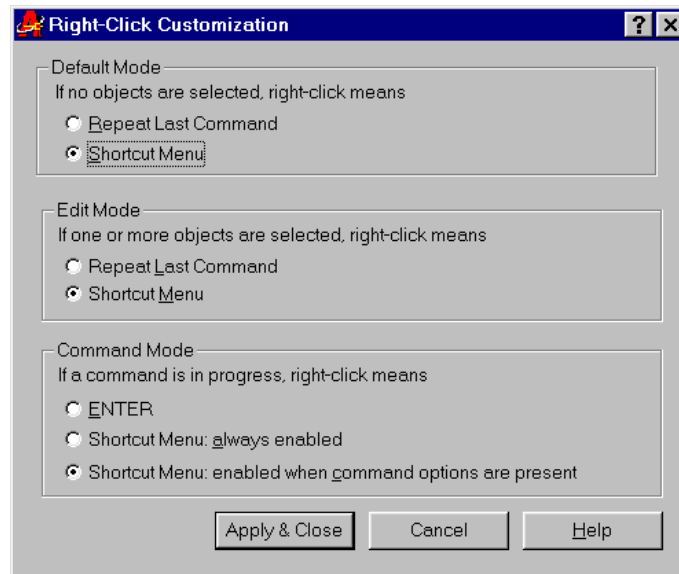 Right-Click Customization
Default Mode
If no objects are selected, right-click means
Repeat Last Command
Shortcut Menu
Edit Mode
If one or more objects are selected, right-click means
Repeat Last Command
Shortcut Menu
Command Mode
If a command is in progress, right-click means
ENTER
Shortcut Menu: always enabled
Shortcut Menu: enabled when command options are present
Apply & Close Cancel Help